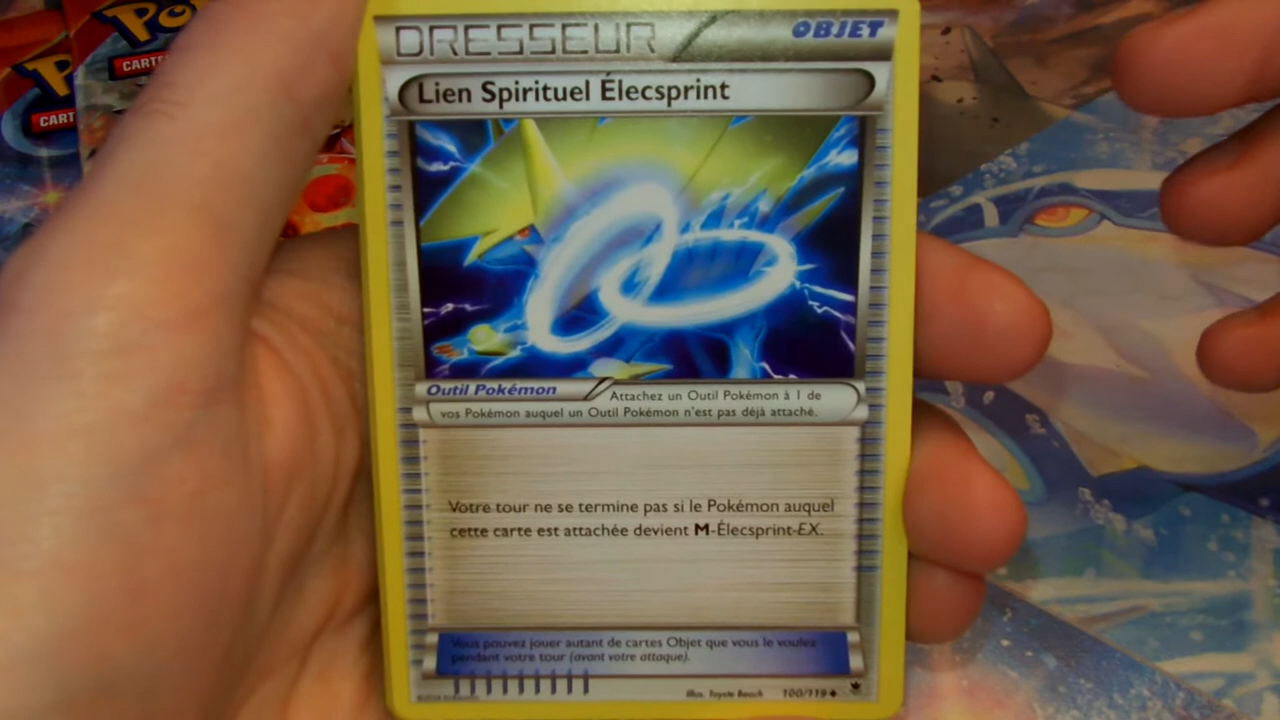 DRESSEUR OBJET
Lien Spirituel Élecsprint
Outil Pokémon
Attachez un Outil Pokémon à 1 de
vos Pokémon auquel un Outil Pokémon n'est pas déjà attaché.
Votre tour ne se termine pas si le Pokémon auquel
cette carte est attachée devient M-Élecsprint-EX.
Vous pouvez jouer autant de cartes Objet que vous le voulez
pendant votre tour (avant votre attaque).
Illus. Toyste Beach 100/119
CART
CART